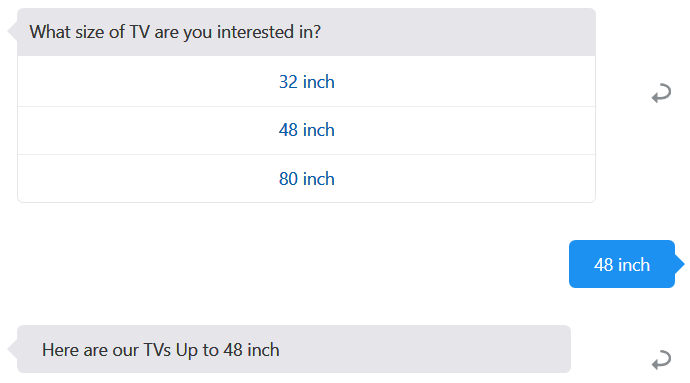 What size of TV are you interested in?
32 inch
48 inch
80 inch
48 inch
Here are our TVs Up to 48 inch